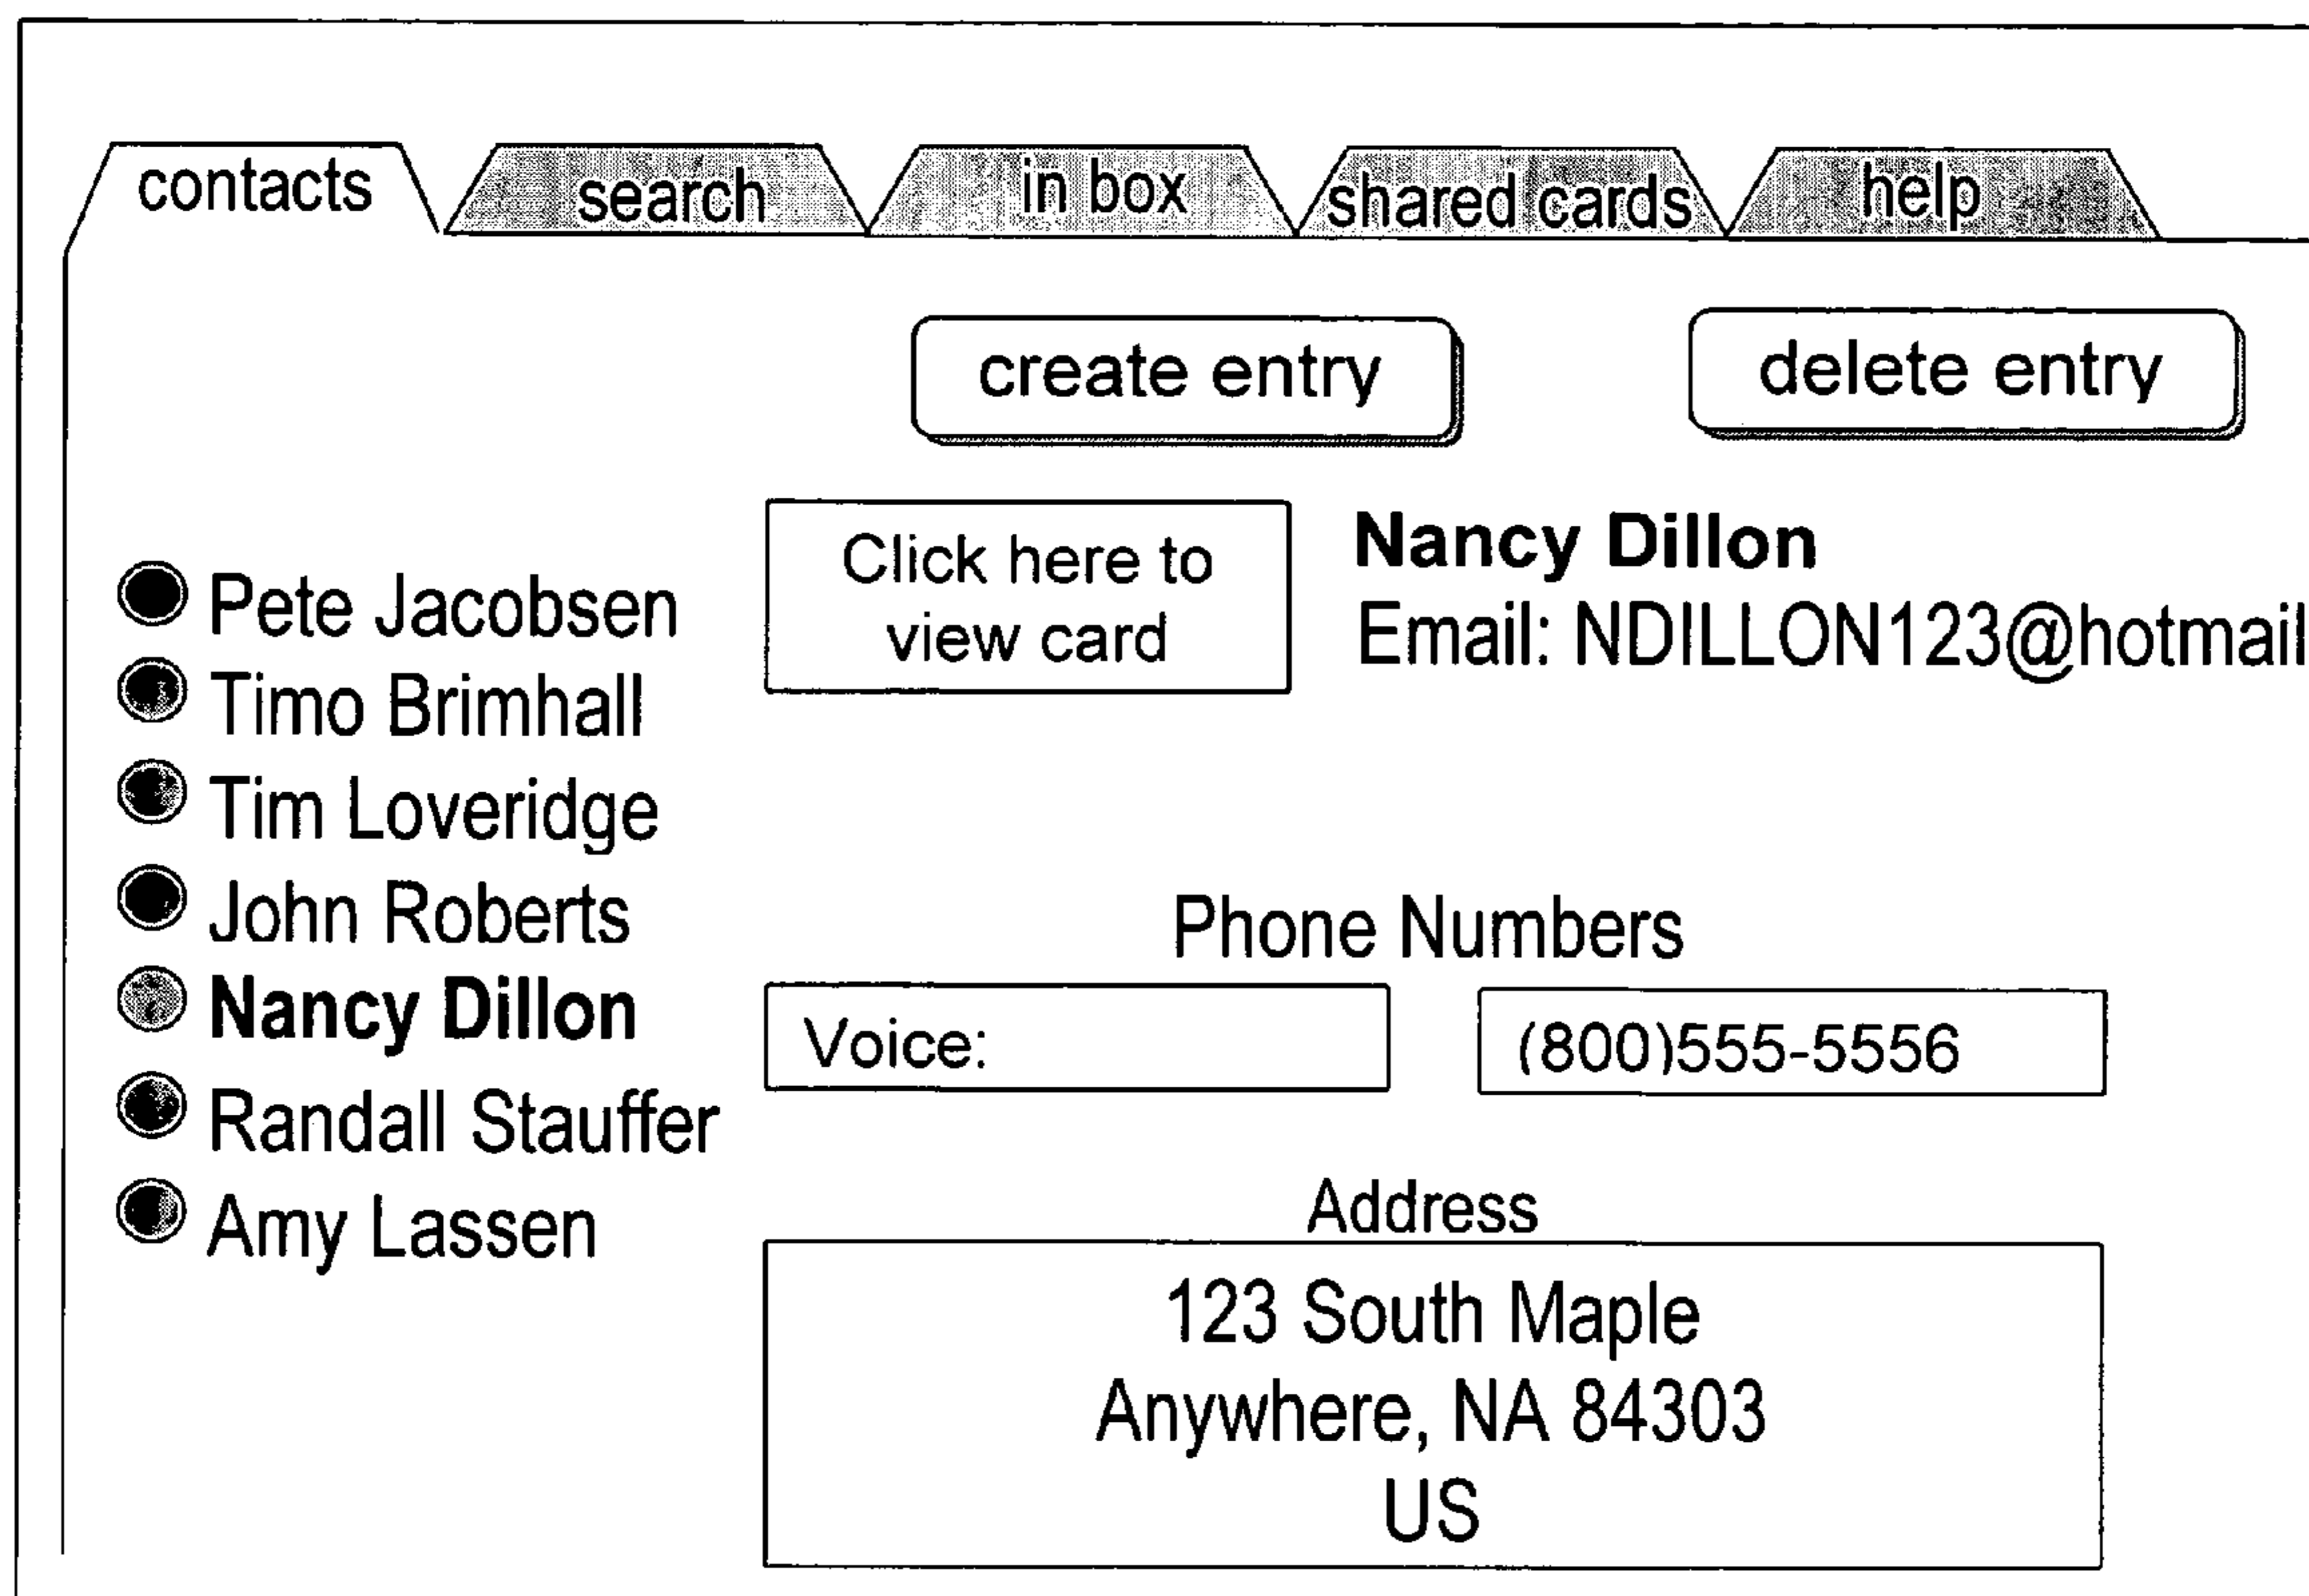 contacts search in box shared cards help
create entry delete entry
Click here to
view card
Nancy Dillon
Email: NDILLON123@hotmail
Pete Jacobsen
Timo Brimhall
Tim Loveridge
John Roberts
Nancy Dillon
Randall Stauffer
Amy Lassen
Phone Numbers
Voice: (800)555-5556
Address
123 South Maple
Anywhere, NA 84303
US